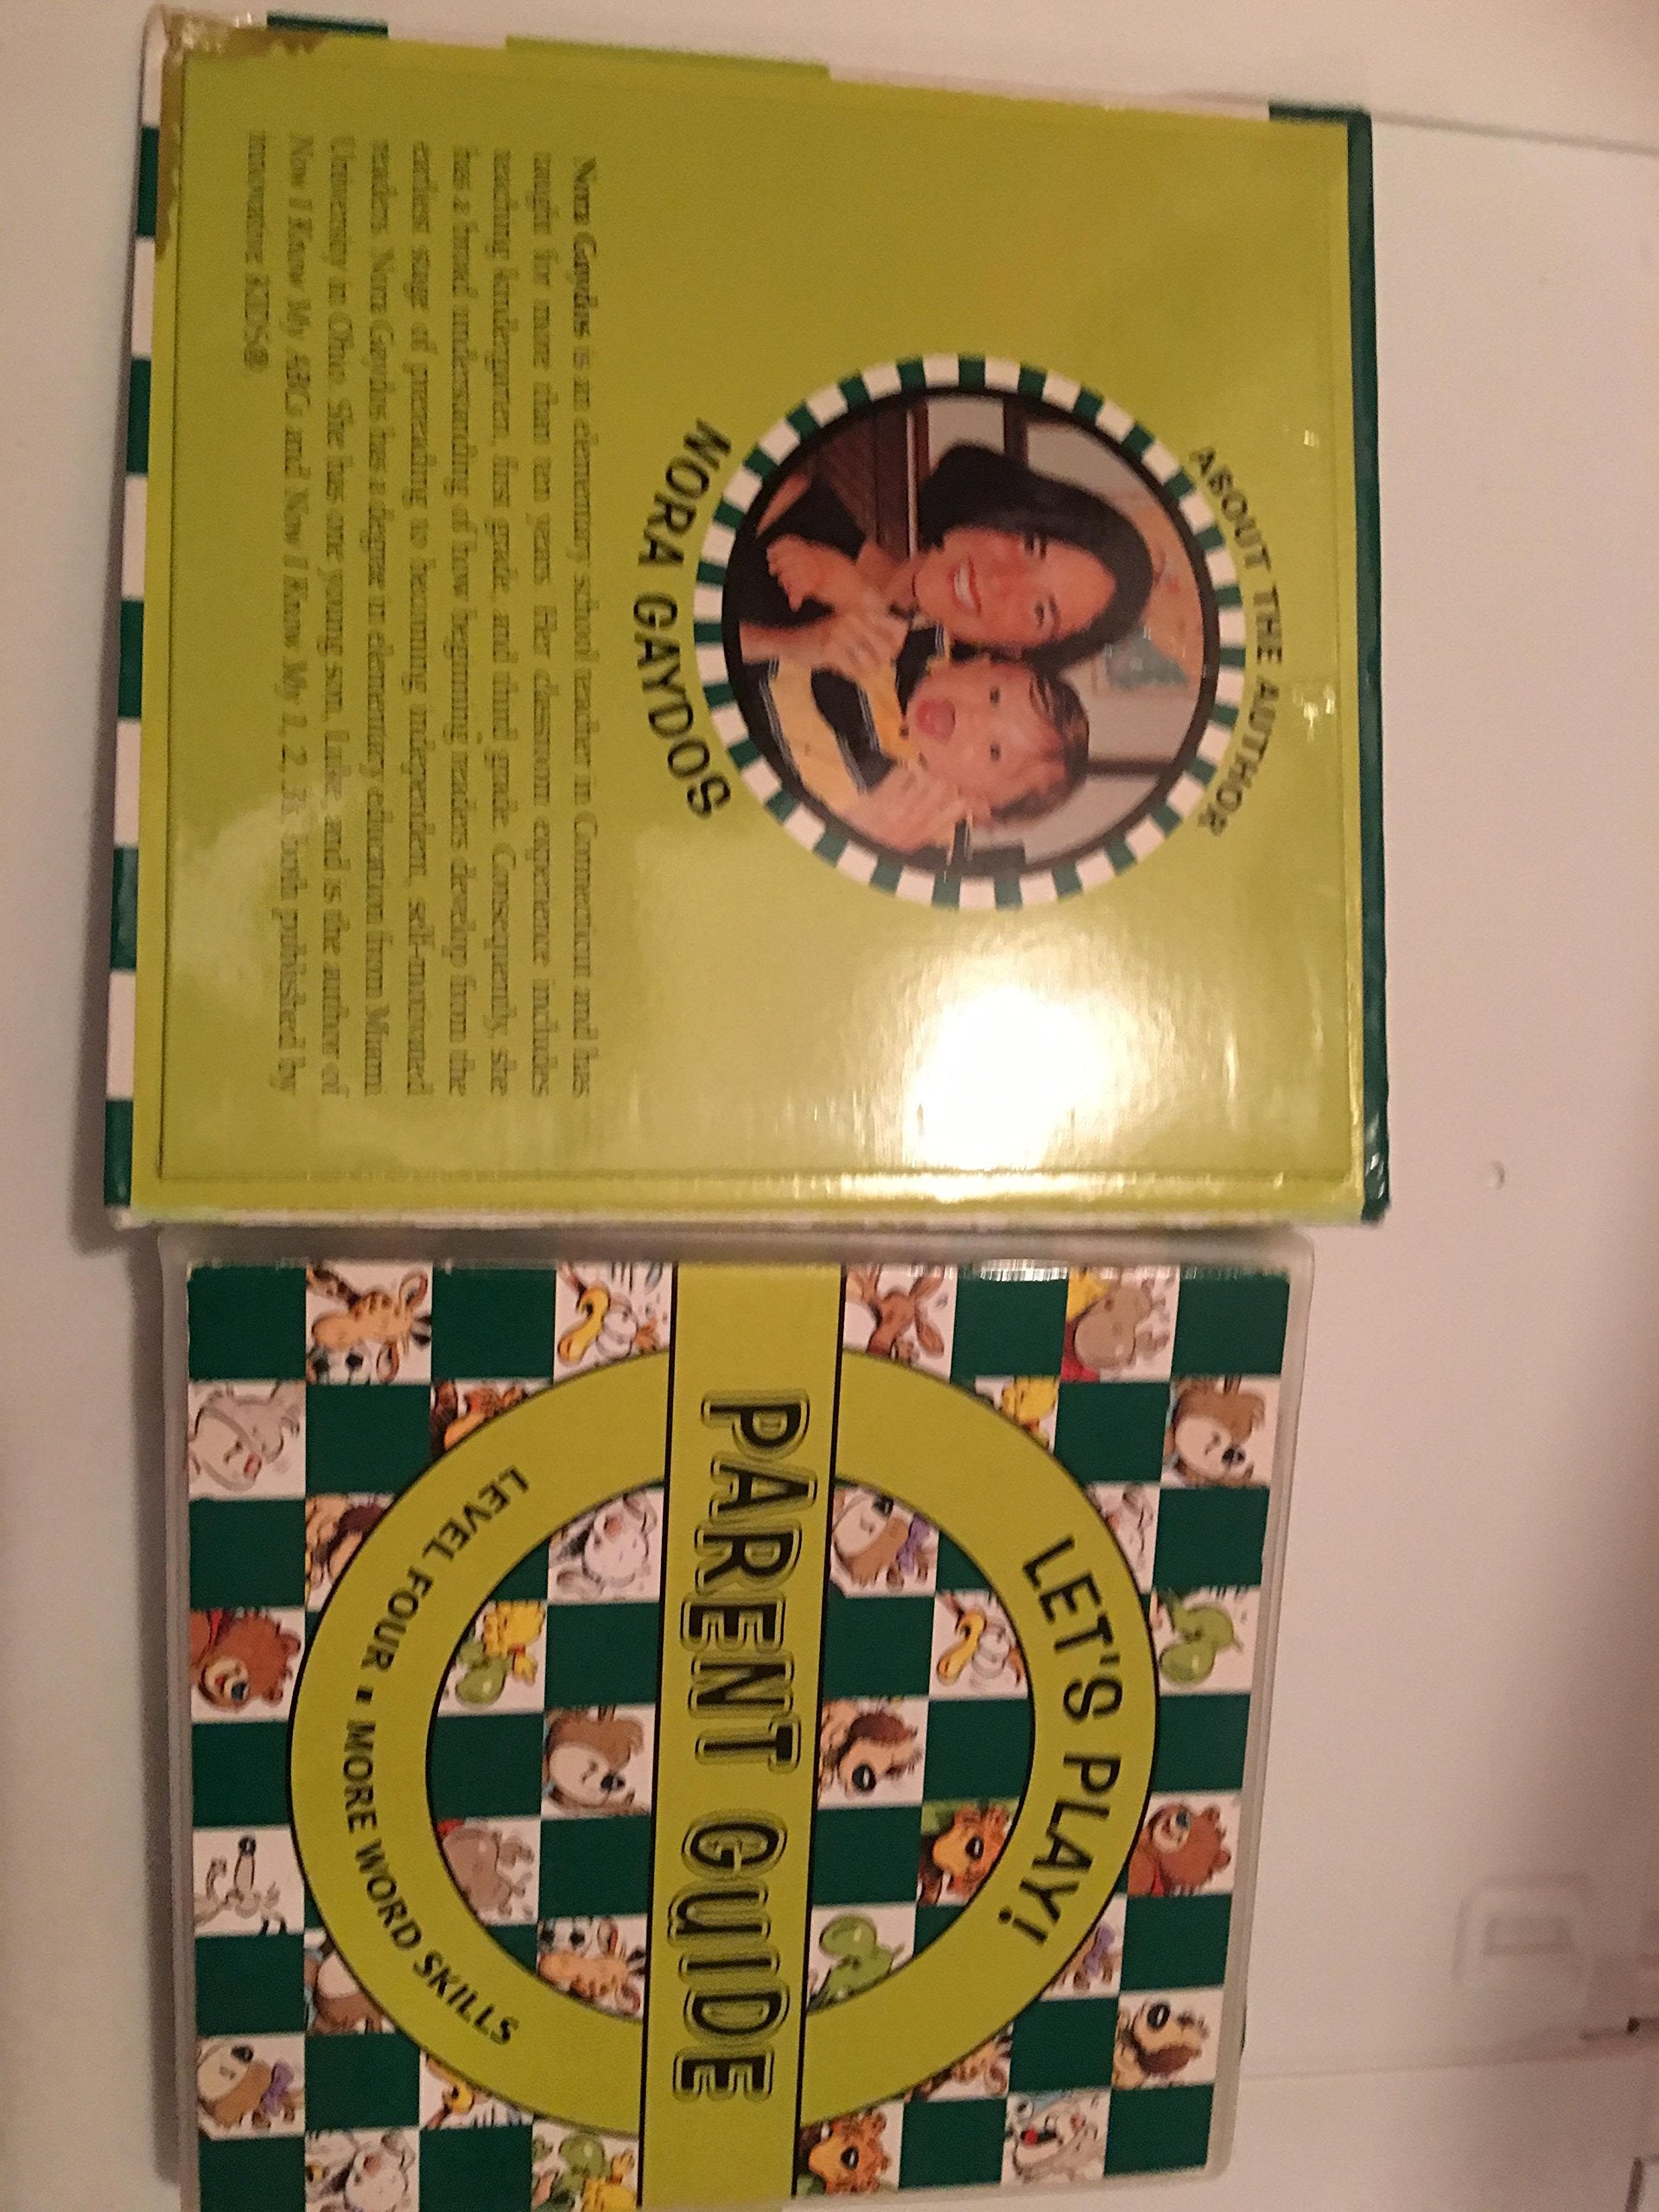 ABOUT THE AUTHOR
NORA GAYDOS
Nora Gaydos is an elementary school teacher in Connecticut and has
taught for more than ten years. Her classroom experience includes
teaching kindergarten, first grade, and third grade. Consequently, she
has a broad understanding of how beginning readers develop from the
earliest stage of prereading to becoming independent, self-motivated
readers. Nora Gaydos has a degree in elementary education from Miami
University in Ohio. She has one young son, Luke, and is the author of
Now I Know My ABCs and Now I Know My 1, 2, 3s, both published by
innovative KIDS®.
LET'S PLAY!
PARENT GUIDE
LEVEL FOUR • MORE WORD SKILLS